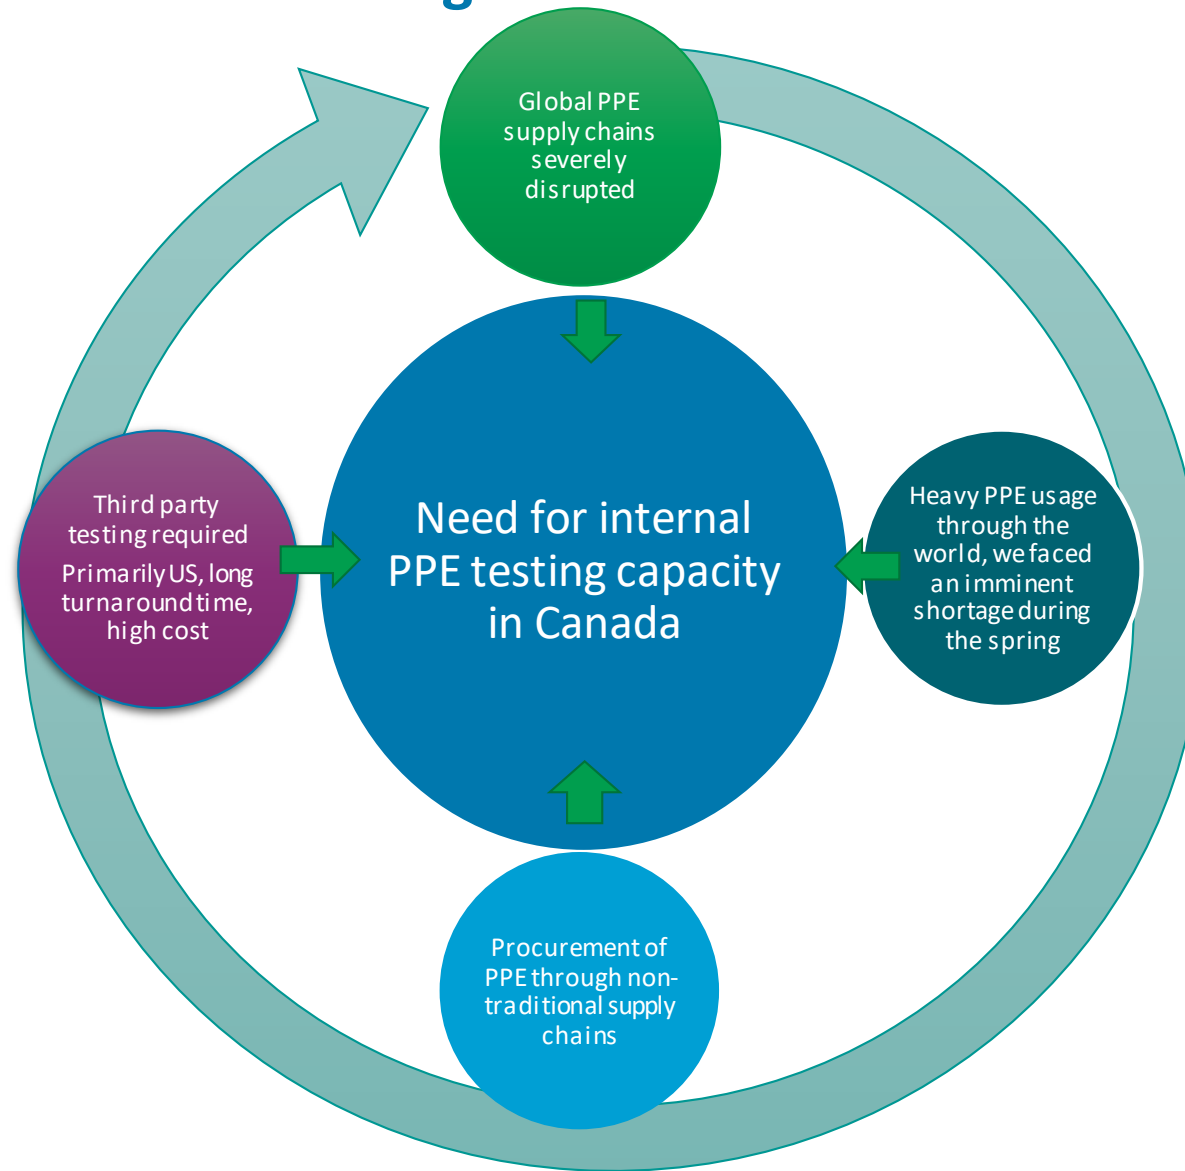 Global PPE
supply chains
severely
disrupted
Third party
testing required
Primarily US, long
turnaround time,
high cost
Need for internal
PPE testing capacity
in Canada
Heavy PPE usage
through the
world, we faced
an imminent
shortage during
the spring
Procurement of
PPE through non-
traditional supply
chains